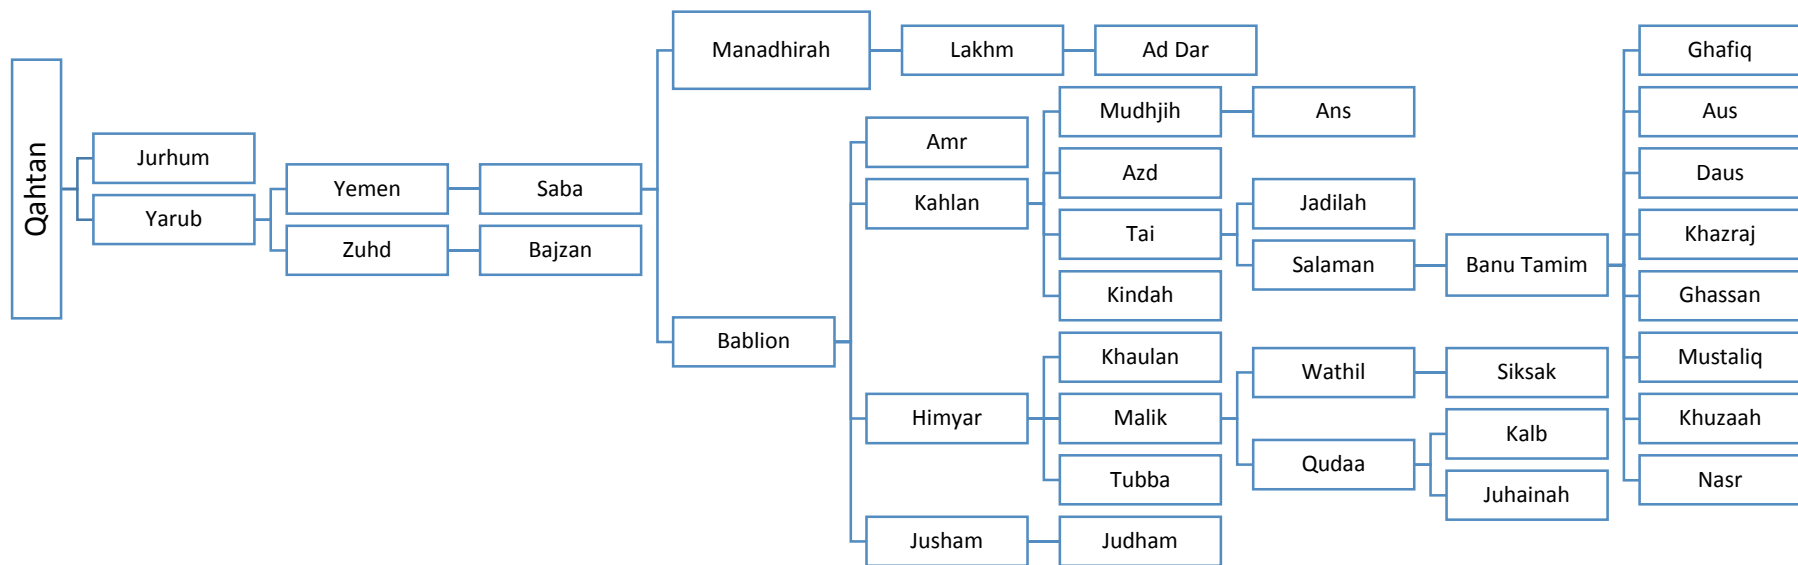 Qahtan
Jurhum
Yarub
Yemen
Saba
Manadhirah
Lakhm
Ad Dar
Bablion
Amr
Kahlan
Mudhjih
Ans
Azd
Tai
Jadilah
Salaman
Banu Tamim
Ghafiq
Aus
Daus
Khazraj
Ghassan
Mustaliq
Khuzaah
Nasr
Kindah
Himyar
Khaulan
Malik
Wathil
Siksak
Qudaa
Kalb
Juhainah
Tubba
Jusham
Judham
Zuhd
Bajzan